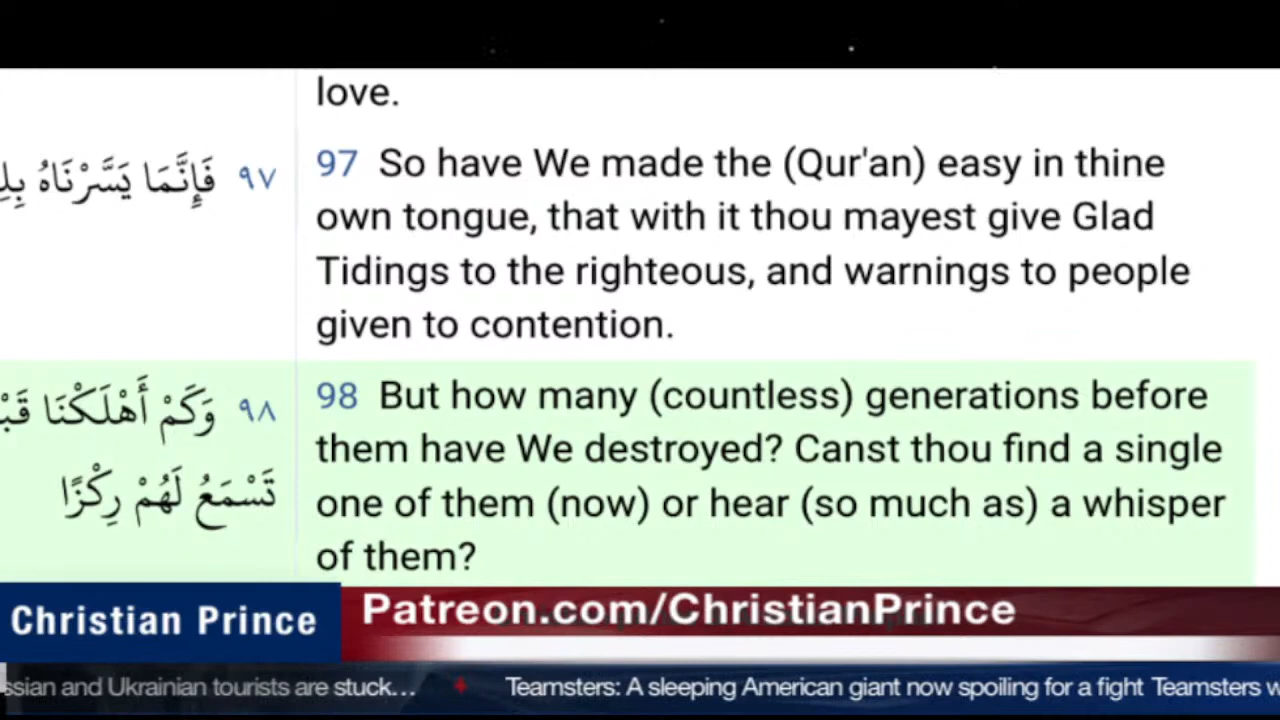 love.
فَإِنَّمَا يَسَّرْنَاهُ ٩٧
97 So have We made the (Qur'an) easy in thine
own tongue, that with it thou mayest give Glad
Tidings to the righteous, and warnings to people
given to contention.
وَكَمْ أَهْلَكْنَا ٩٨
تَسْمَعُ لَهُمْ رِكْزًا
98 But how many (countless) generations before
them have We destroyed? Canst thou find a single
one of them (now) or hear (so much as) a whisper
of them?
Christian Prince
Patreon.com/ChristianPrince
ssian and Ukrainian tourists are stuck... Teamsters: A sleeping American giant now spoiling for a fight Teamsters w